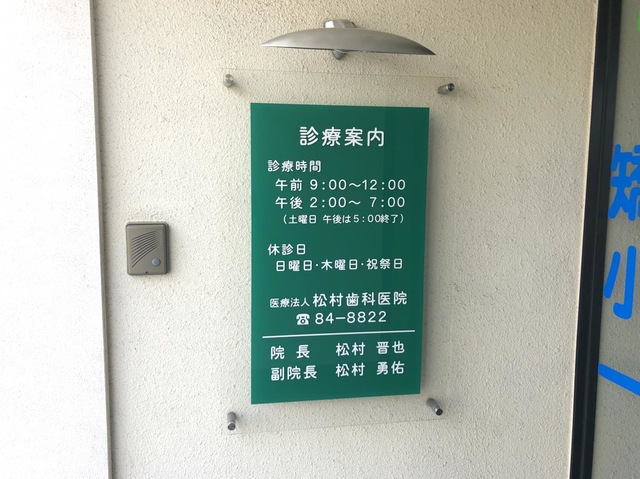 診療案内
診療時間
午前 9:00〜12:00
午後 2:00〜 7:00
(土曜日 午後は5:00終了)
休診日
日曜日・木曜日・祝祭日
医療法人 松村歯科医院
☎ 84-8822
院 長 松村 晋也
副院長 松村 勇佑
小